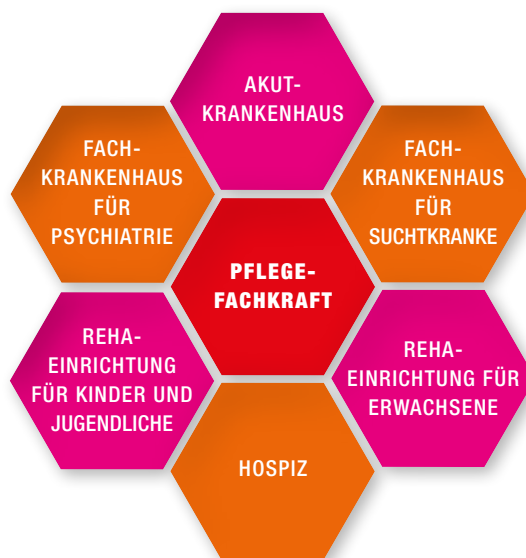 AKUT-
KRANKENHAUS
FACH-
KRANKENHAUS
FÜR
PSYCHIATRIE
FACH-
KRANKENHAUS
FÜR
SUCHTKRANKE
PFLEGE-
FACHKRAFT
REHA-
EINRICHTUNG
FÜR KINDER UND
JUGENDLICHE
REHA-
EINRICHTUNG FÜR
ERWACHSENE
HOSPIZ